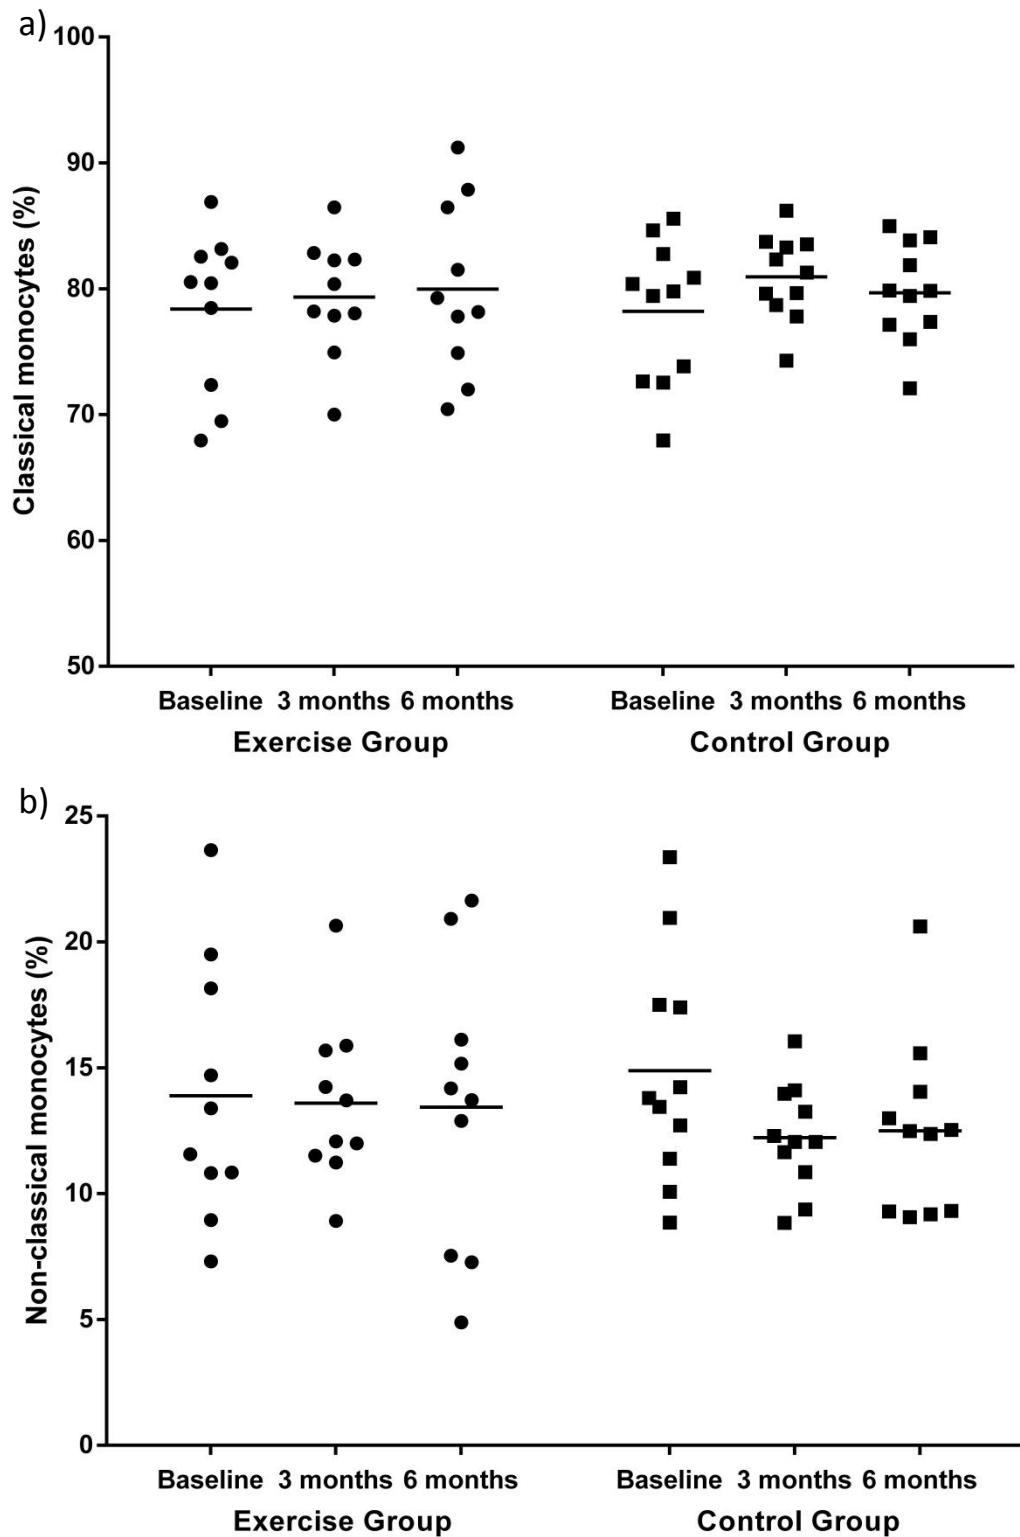 a)
100
90
80
70
60
50
Classical monocytes (%)
Baseline 3 months 6 months Baseline 3 months 6 months
Exercise Group Control Group
b)
25
20
15
10
5
0
Non-classical monocytes (%)
Baseline 3 months 6 months Baseline 3 months 6 months
Exercise Group Control Group